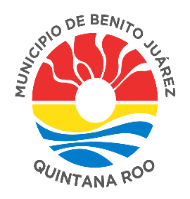 MUNICIPIO DE BENITO JUÁREZ
QUINTANA ROO